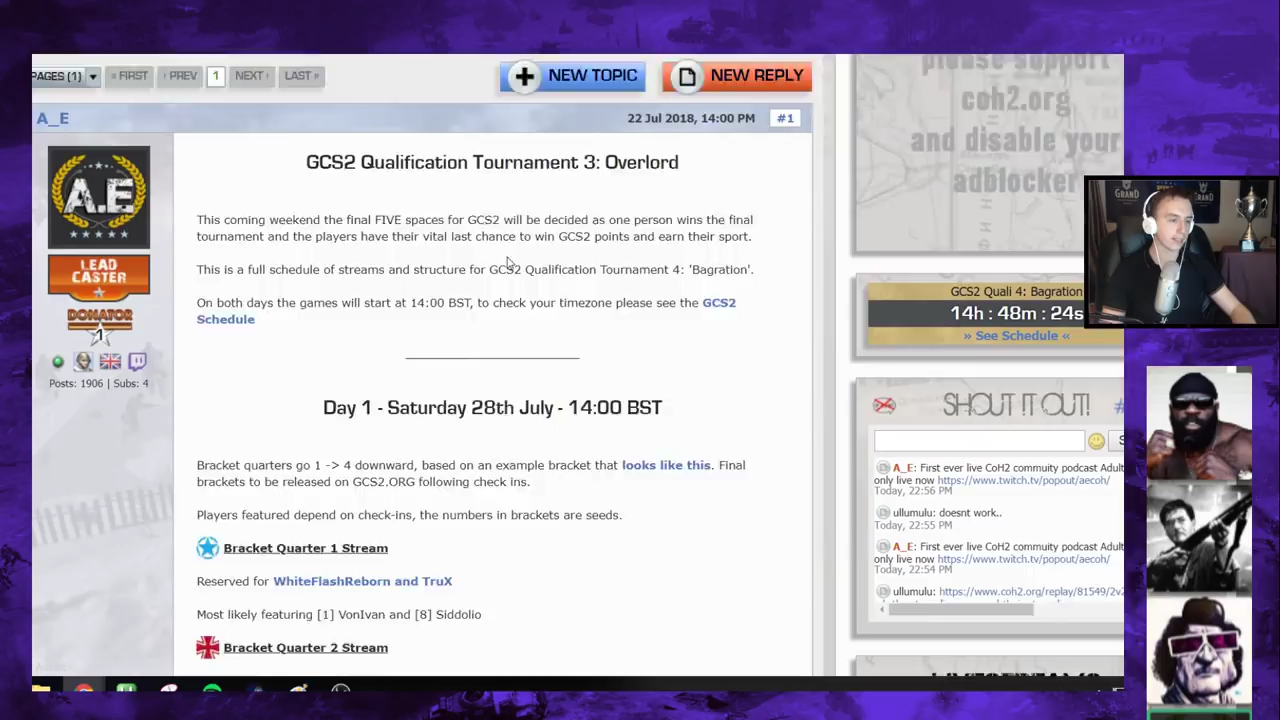 please support
coh2.org
and disable your
adblocker
PAGES (1)
« FIRST
‹ PREV
1
NEXT ›
LAST »
NEW TOPIC
NEW REPLY
A_E
22 Jul 2018, 14:00 PM
#1
A.E
LEAD
CASTER
DONATOR
1
Posts: 1906 | Subs: 4
GCS2 Qualification Tournament 3: Overlord
This coming weekend the final FIVE spaces for GCS2 will be decided as one person wins the final
tournament and the players have their vital last chance to win GCS2 points and earn their sport.
This is a full schedule of streams and structure for GCS2 Qualification Tournament 4: 'Bagration'.
On both days the games will start at 14:00 BST, to check your timezone please see the GCS2
Schedule
Day 1 - Saturday 28th July - 14:00 BST
Bracket quarters go 1 -> 4 downward, based on an example bracket that looks like this. Final
brackets to be released on GCS2.ORG following check ins.
Players featured depend on check-ins, the numbers in brackets are seeds.
Bracket Quarter 1 Stream
Reserved for WhiteFlashReborn and TruX
Most likely featuring [1] VonIvan and [8] Siddolio
Bracket Quarter 2 Stream
GCS2 Quali 4: Bagration
14h : 48m : 24s
» See Schedule «
SHOUT IT OUT!
A_E: First ever live CoH2 commuity podcast Adult
only live now https://www.twitch.tv/popout/aecoh/
Today, 22:56 PM
ullumulu: doesnt work..
Today, 22:55 PM
A_E: First ever live CoH2 commuity podcast Adult
only live now https://www.twitch.tv/popout/aecoh/
Today, 22:54 PM
ullumulu: https://www.coh2.org/replay/81549/2v2
GRAND